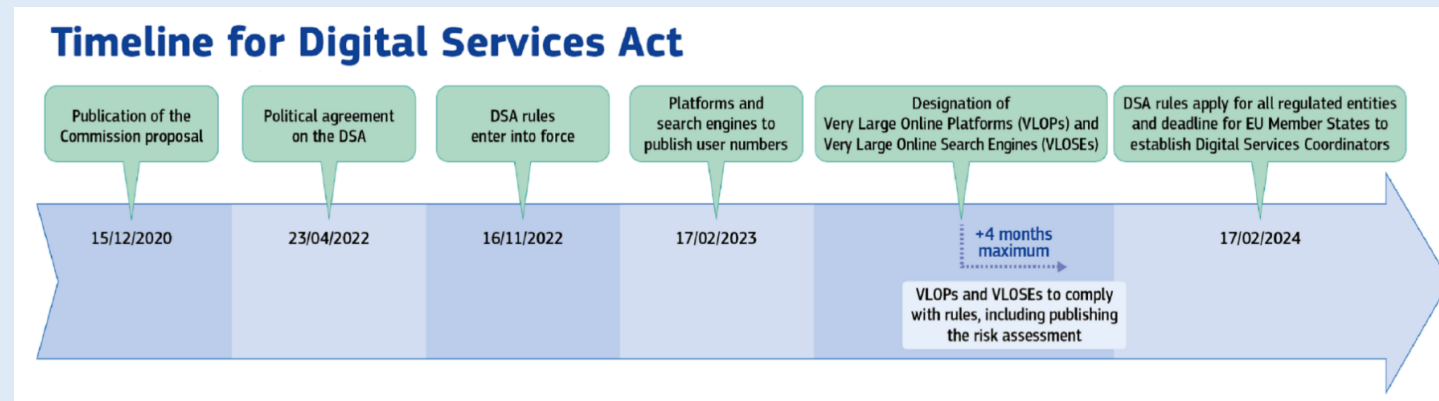 Timeline for Digital Services Act
Publication of the
Commission proposal
Political agreement
on the DSA
DSA rules
enter into force
Platforms and
search engines to
publish user numbers
Designation of
Very Large Online Platforms (VLOPs) and
Very Large Online Search Engines (VLOSEs)
DSA rules apply for all regulated entities
and deadline for EU Member States to
establish Digital Services Coordinators
15/12/2020
23/04/2022
16/11/2022
17/02/2023
+4 months
maximum
17/02/2024
VLOPs and VLOSEs to comply
with rules, including publishing
the risk assessment